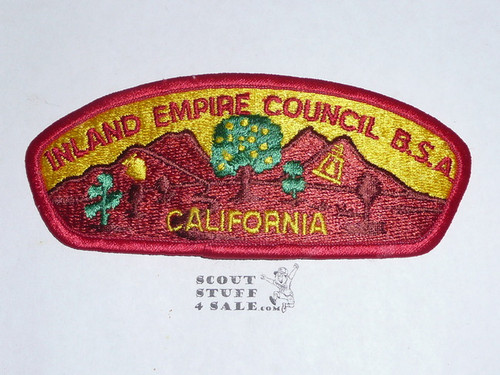 INLAND EMPIRE COUNCIL B.S.A
CALIFORNIA
SCOUT
STUFF
4 SALE.COM